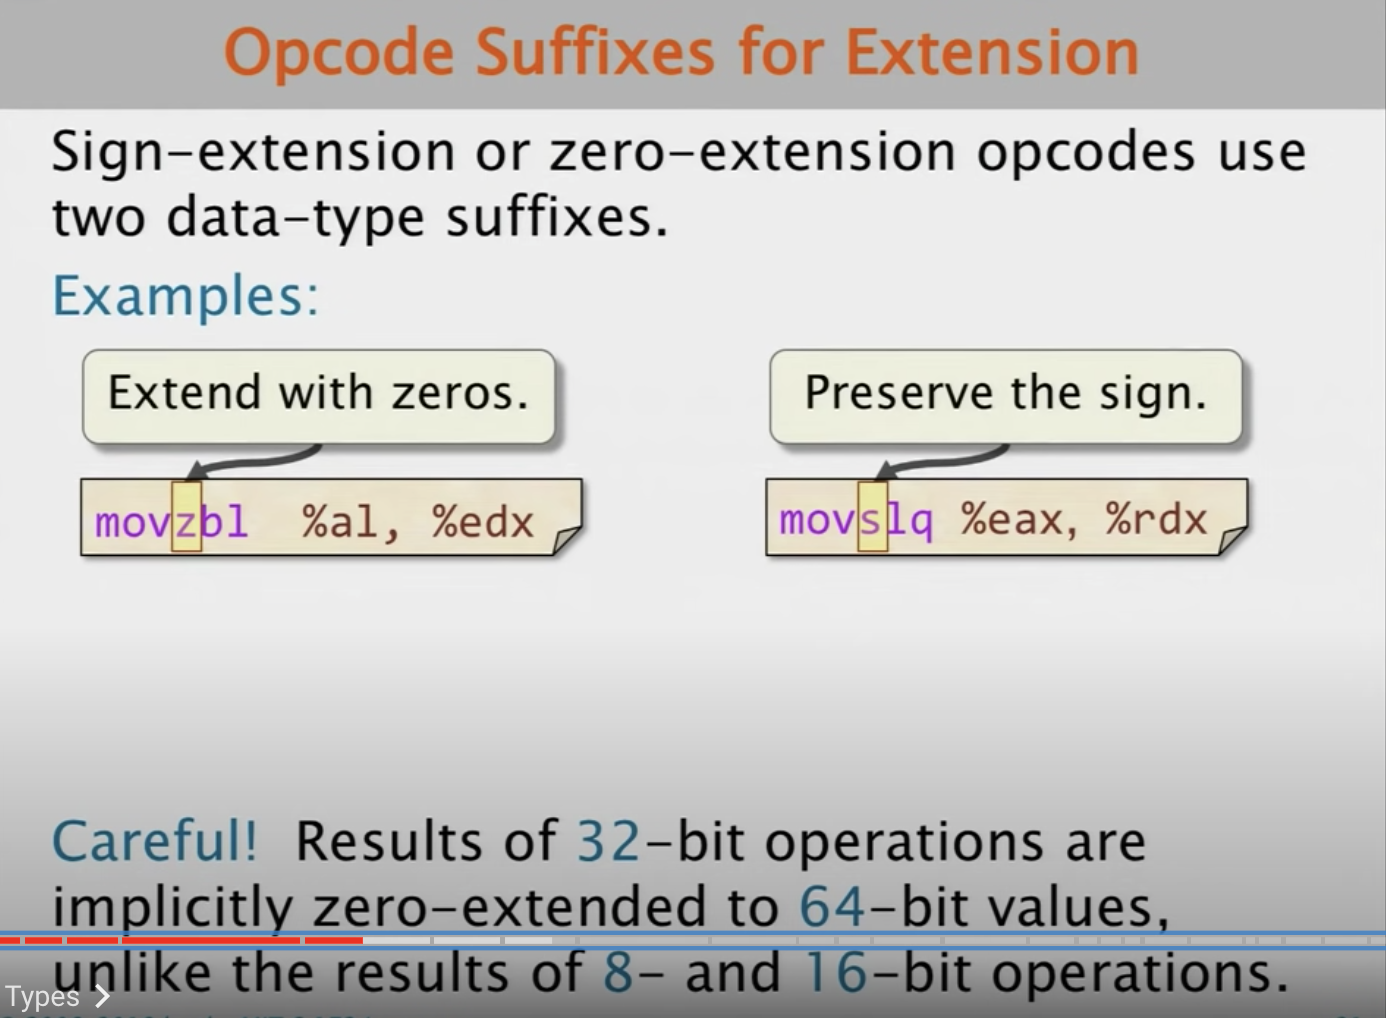 Opcode Suffixes for Extension
Sign-extension or zero-extension opcodes use
two data-type suffixes.
Examples:
Extend with zeros.
Preserve the sign.
movzbl %al, %edx
movslq %eax, %rdx
Careful! Results of 32-bit operations are
implicitly zero-extended to 64-bit values,
unlike the results of 8- and 16-bit operations.
Types